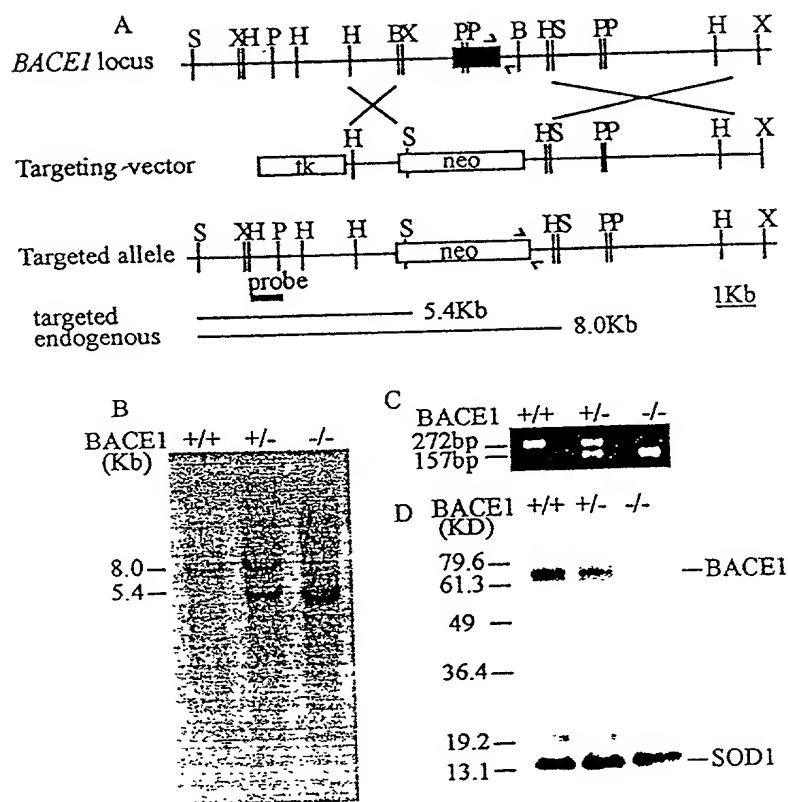 A
S XH P H H BX PP B HS PP H X
BACE1 locus
H S HS PP H X
Targeting-vector tk neo
S XH P H H S HS PP H X
Targeted allele neo
probe
1Kb
targeted 5.4Kb
endogenous 8.0Kb
B
BACE1 +/+ +/- -/-
(Kb)
8.0
5.4
C
BACE1 +/+ +/- -/-
272bp
157bp
D BACE1 +/+ +/- -/-
(KD)
79.6 BACE1
61.3
49
36.4
19.2
13.1 SOD1